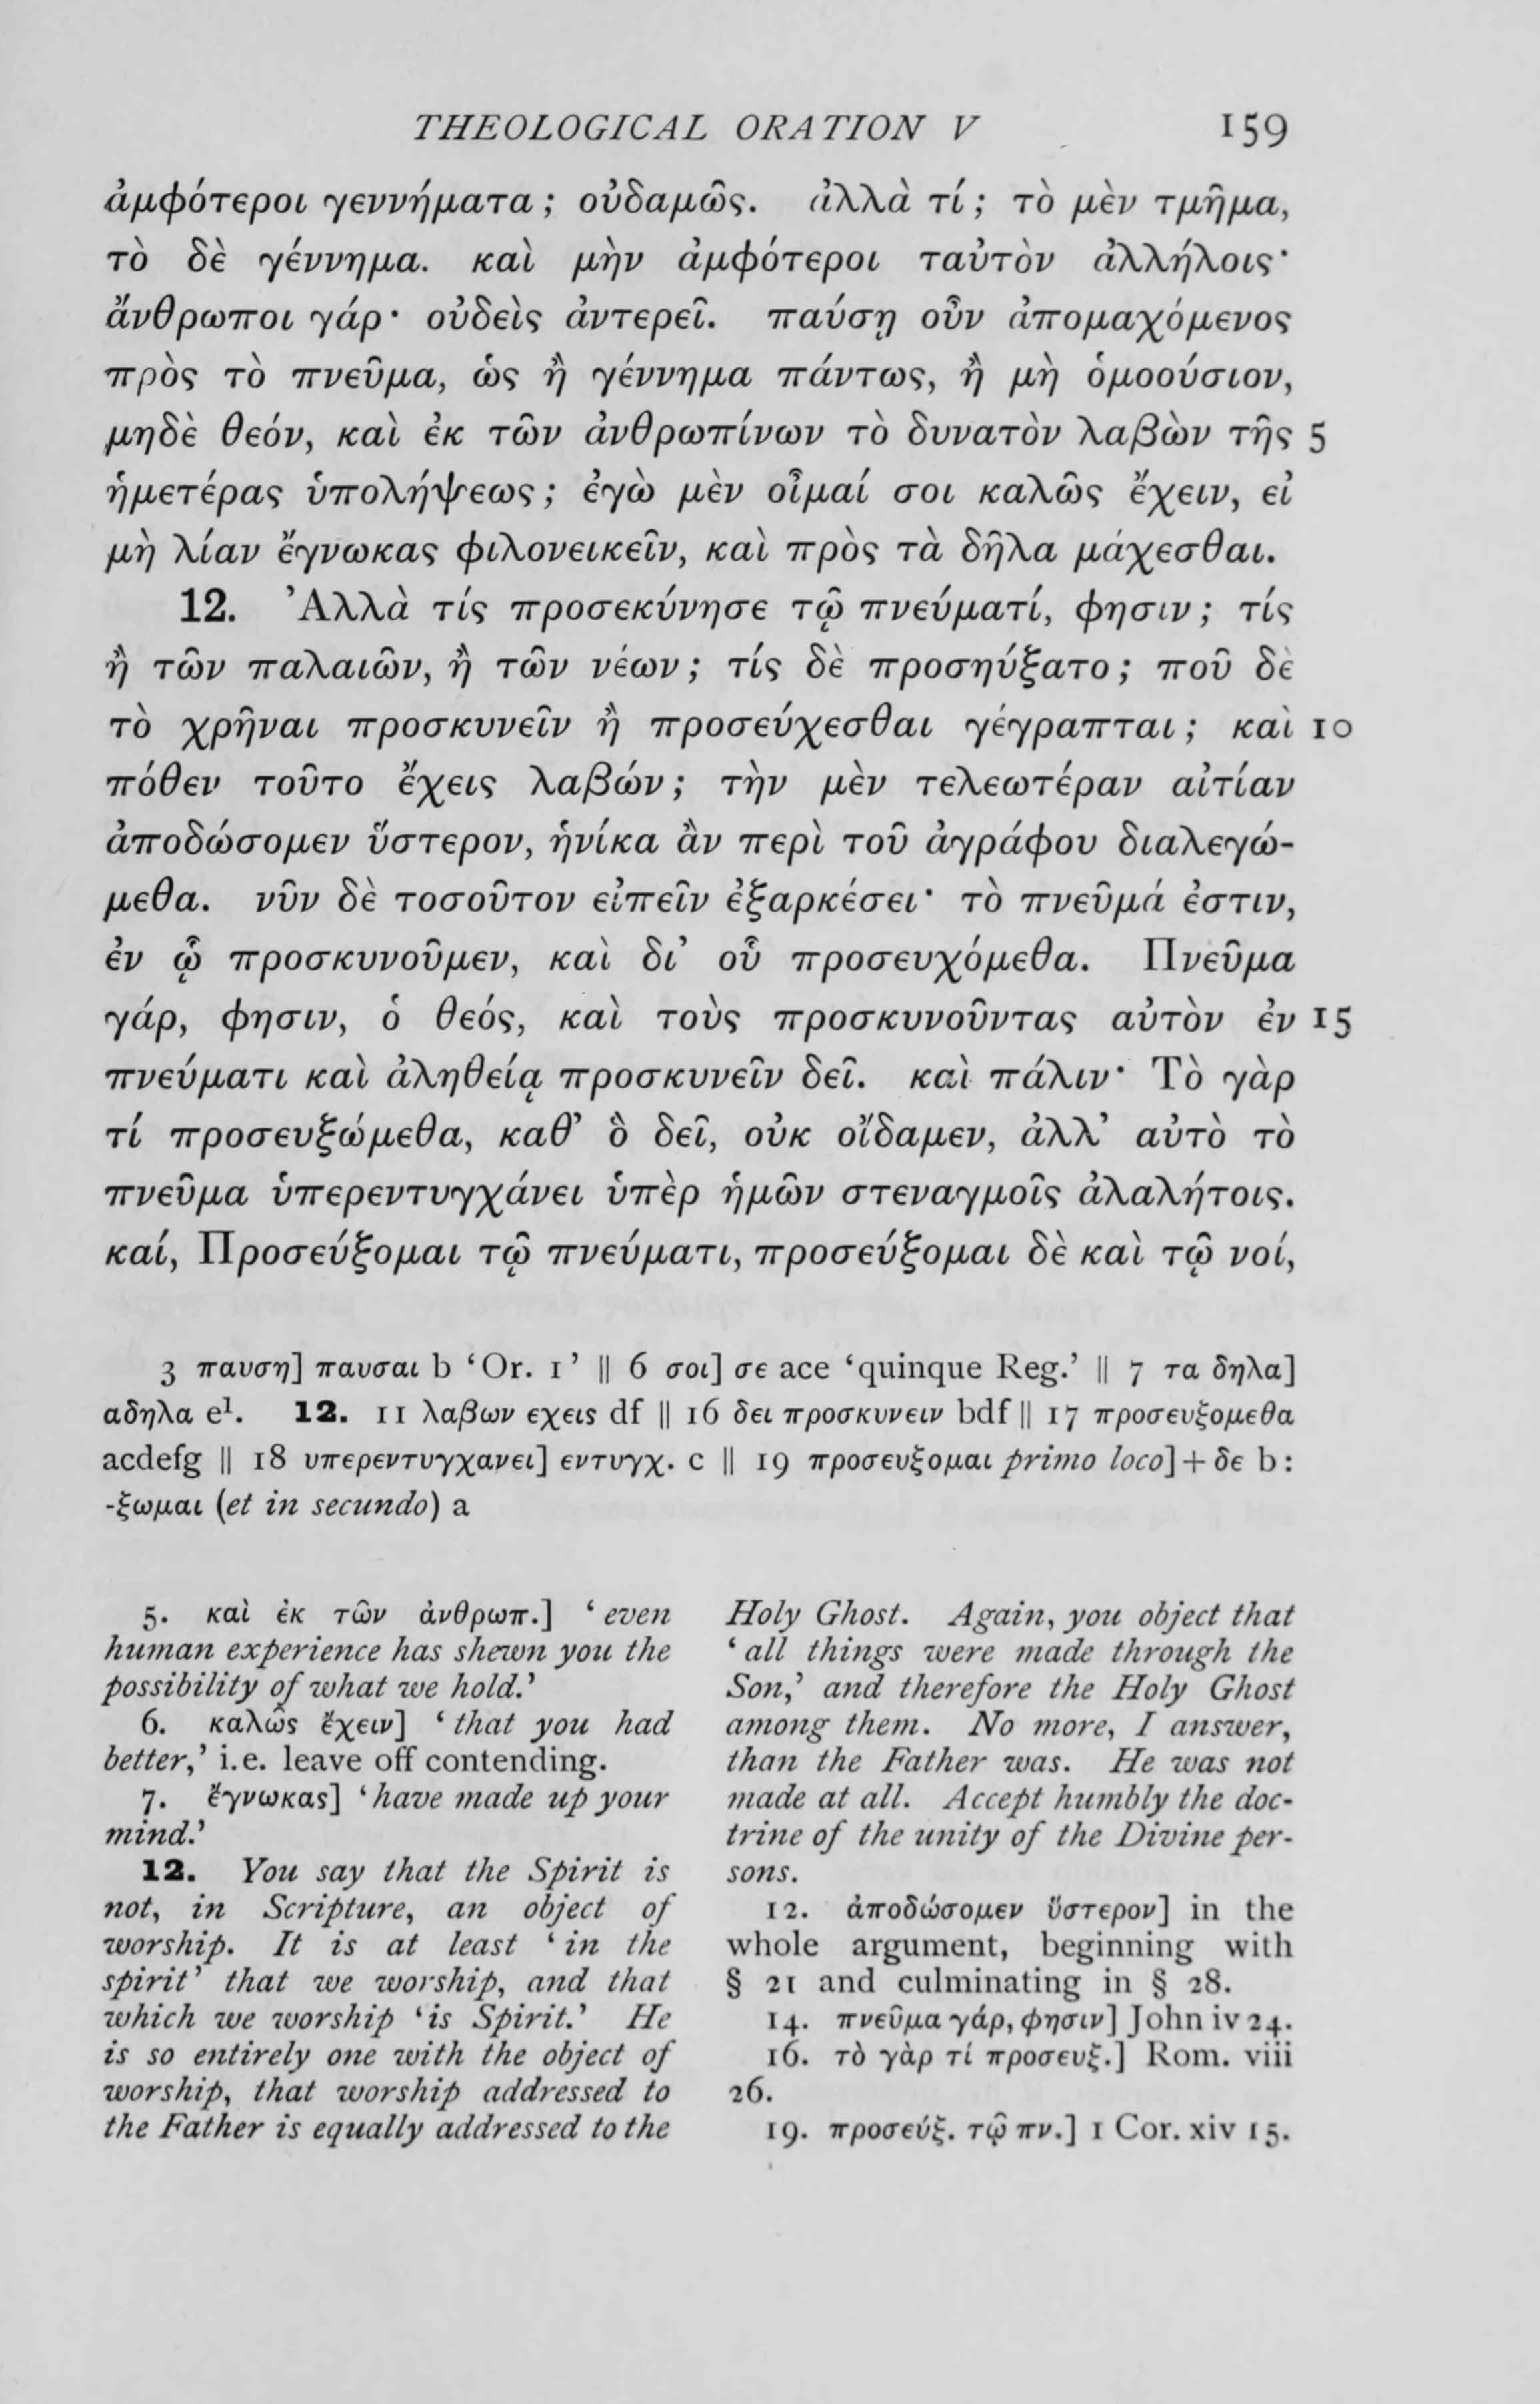 THEOLOGICAL ORATION V 159
ἀμφότεροι γεννήματα; οὐδαμῶς. ἀλλὰ τί; τὸ μὲν τμῆμα,
τὸ δὲ γέννημα. καὶ μὴν ἀμφότεροι ταὐτὸν ἀλλήλοις·
ἄνθρωποι γάρ· οὐδεὶς ἀντερεῖ. παύσῃ οὖν ἀπομαχόμενος
πρὸς τὸ πνεῦμα, ὡς ἢ γέννημα πάντως, ἢ μὴ ὁμοούσιον,
μηδὲ θεόν, καὶ ἐκ τῶν ἀνθρωπίνων τὸ δυνατὸν λαβὼν τῆς 5
ἡμετέρας ὑπολήψεως; ἐγὼ μὲν οἶμαί σοι καλῶς ἔχειν, εἰ
μὴ λίαν ἔγνωκας φιλονεικεῖν, καὶ πρὸς τὰ δῆλα μάχεσθαι.
12. Ἀλλὰ τίς προσεκύνησε τῷ πνεύματί, φησιν; τίς
ἢ τῶν παλαιῶν, ἢ τῶν νέων; τίς δὲ προσηύξατο; ποῦ δὲ
τὸ χρῆναι προσκυνεῖν ἢ προσεύχεσθαι γέγραπται; καὶ 10
πόθεν τοῦτο ἔχεις λαβών; τὴν μὲν τελεωτέραν αἰτίαν
ἀποδώσομεν ὕστερον, ἡνίκα ἂν περὶ τοῦ ἀγράφου διαλεγώ-
μεθα. νῦν δὲ τοσοῦτον εἰπεῖν ἐξαρκέσει· τὸ πνεῦμά ἐστιν,
ἐν ᾧ προσκυνοῦμεν, καὶ δι’ οὗ προσευχόμεθα. Πνεῦμα
γάρ, φησιν, ὁ θεός, καὶ τοὺς προσκυνοῦντας αὐτὸν ἐν 15
πνεύματι καὶ ἀληθείᾳ προσκυνεῖν δεῖ. καὶ πάλιν· Τὸ γὰρ
τί προσευξώμεθα, καθ’ ὃ δεῖ, οὐκ οἴδαμεν, ἀλλ’ αὐτὸ τὸ
πνεῦμα ὑπερεντυγχάνει ὑπὲρ ἡμῶν στεναγμοῖς ἀλαλήτοις.
καί, Προσεύξομαι τῷ πνεύματι, προσεύξομαι δὲ καὶ τῷ νοί,
3 παυση] παυσαι b ‘Or. 1’ || 6 σοι] σε ace ‘quinque Reg.’ || 7 τα δηλα]
αδηλα e¹. 12. 11 λαβων εχεις df || 16 δει προσκυνειν bdf || 17 προσευξομεθα
acdefg || 18 υπερεντυγχανει] εντυγχ. c || 19 προσευξομαι primo loco] + δε b:
-ξωμαι (et in secundo) a
5. καὶ ἐκ τῶν ἀνθρωπ.] ‘even
human experience has shewn you the
possibility of what we hold.’
6. καλῶς ἔχειν] ‘that you had
better,’ i.e. leave off contending.
7. ἔγνωκας] ‘have made up your
mind.’
12. You say that the Spirit is
not, in Scripture, an object of
worship. It is at least ‘in the
spirit’ that we worship, and that
which we worship ‘is Spirit.’ He
is so entirely one with the object of
worship, that worship addressed to
the Father is equally addressed to the
Holy Ghost. Again, you object that
‘all things were made through the
Son,’ and therefore the Holy Ghost
among them. No more, I answer,
than the Father was. He was not
made at all. Accept humbly the doc-
trine of the unity of the Divine per-
sons.
12. ἀποδώσομεν ὕστερον] in the
whole argument, beginning with
§ 21 and culminating in § 28.
14. πνεῦμα γάρ, φησιν] John iv 24.
16. τὸ γὰρ τί προσευξ.] Rom. viii
26.
19. προσεύξ. τῷ πν.] 1 Cor. xiv 15.